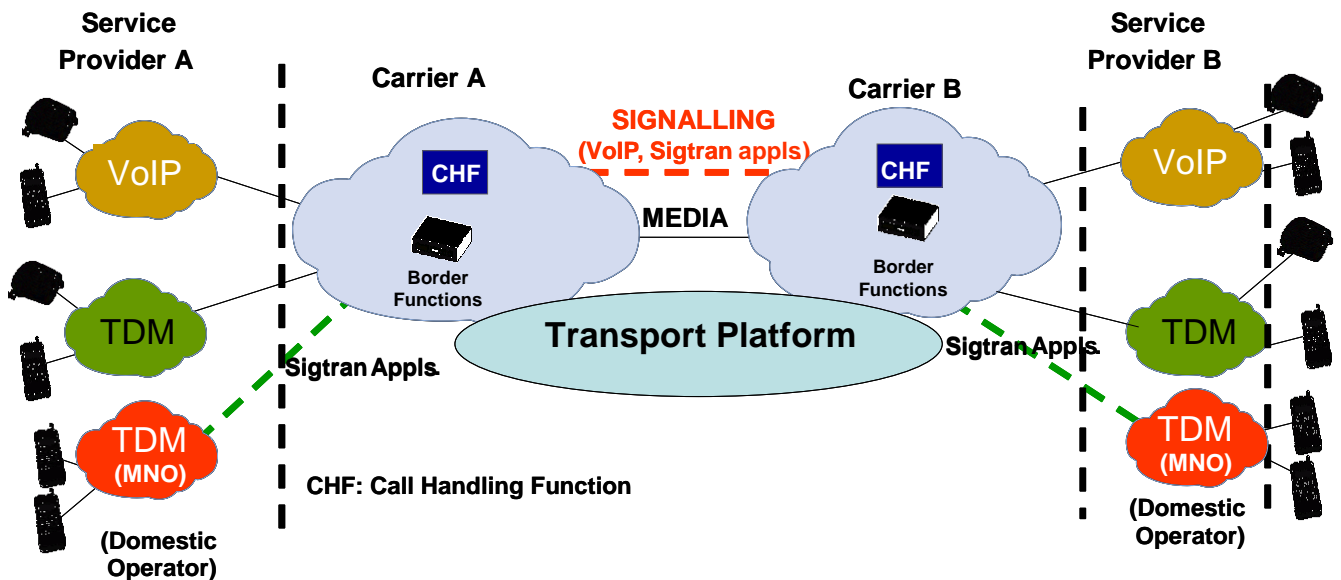 Service
Provider A
Carrier A
Carrier B
Service
Provider B
SIGNALLING
(VoIP, Sigtran appls)
VoIP
CHF
CHF
VoIP
MEDIA
Border
Functions
Border
Functions
TDM
Transport Platform
TDM
Sigtran Appls.
Sigtran Appls.
TDM
(MNO)
TDM
(MNO)
CHF: Call Handling Function
(Domestic
Operator)
(Domestic
Operator)